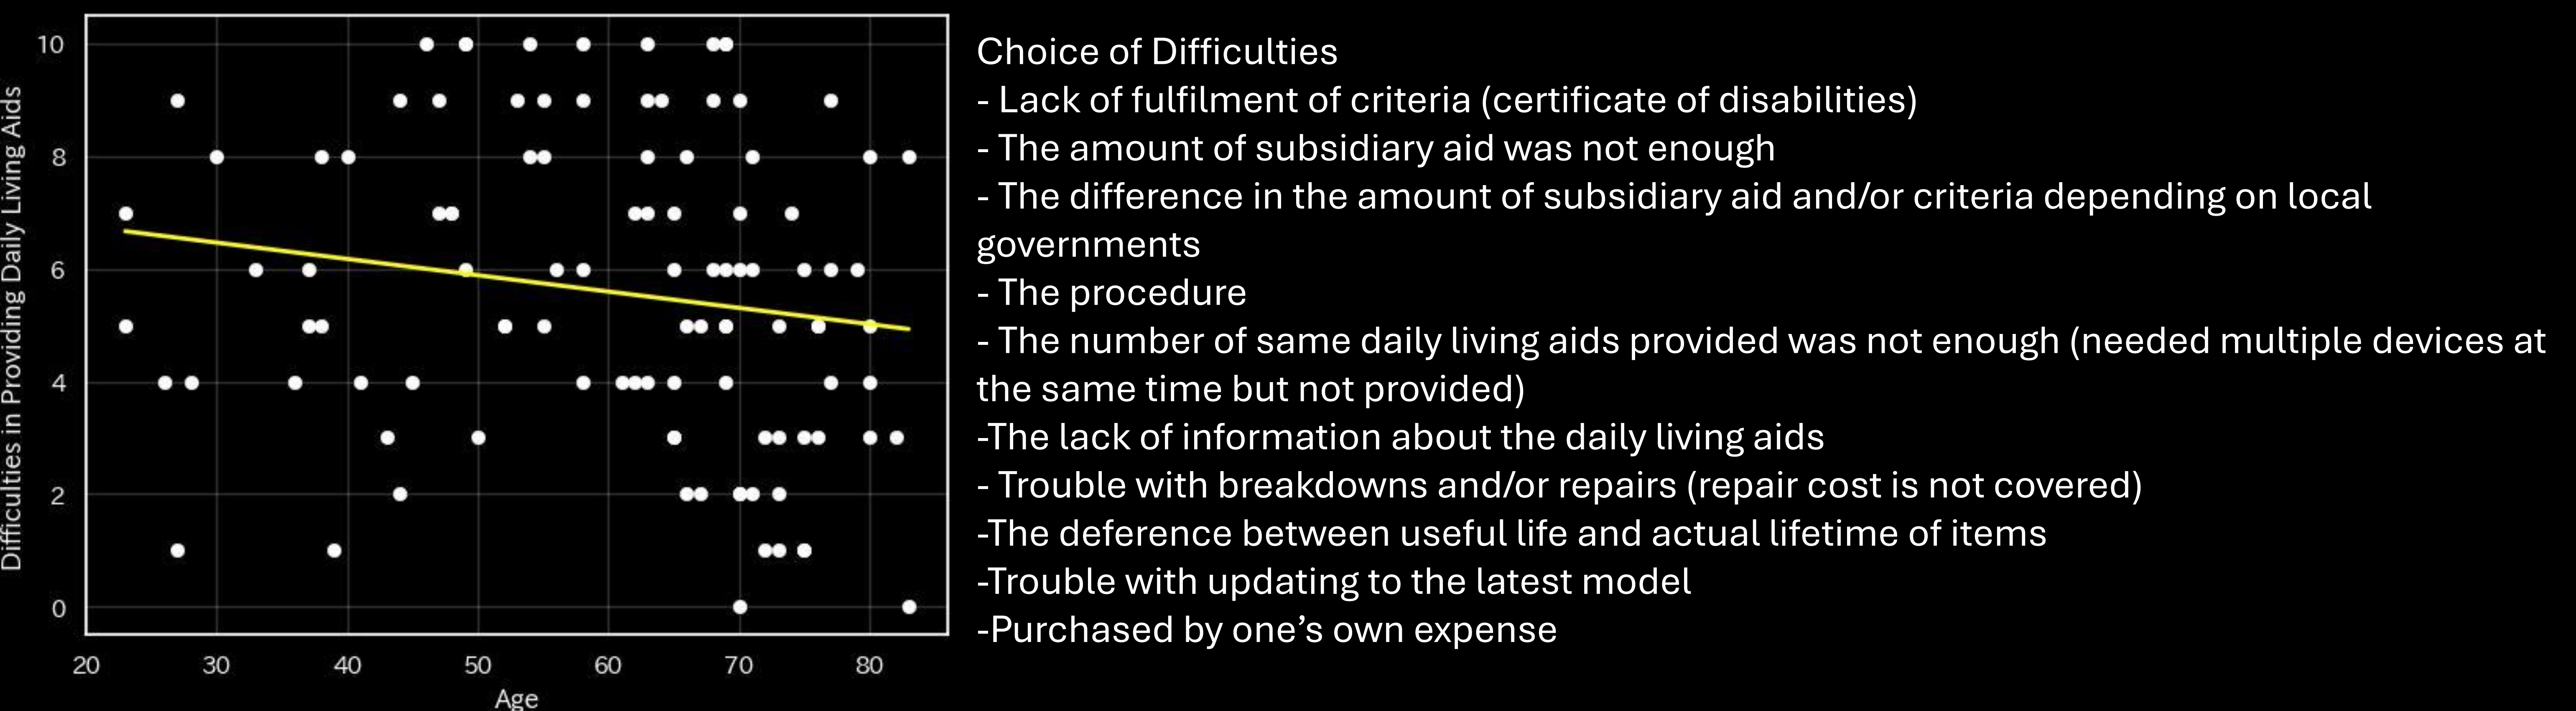 Difficulties in Providing Daily Living Aids
10
8
6
4
2
0
20 30 40 50 60 70 80
Age
Choice of Difficulties
- Lack of fulfilment of criteria (certificate of disabilities)
- The amount of subsidiary aid was not enough
- The difference in the amount of subsidiary aid and/or criteria depending on local
governments
- The procedure
- The number of same daily living aids provided was not enough (needed multiple devices at
the same time but not provided)
-The lack of information about the daily living aids
- Trouble with breakdowns and/or repairs (repair cost is not covered)
-The deference between useful life and actual lifetime of items
-Trouble with updating to the latest model
-Purchased by one’s own expense